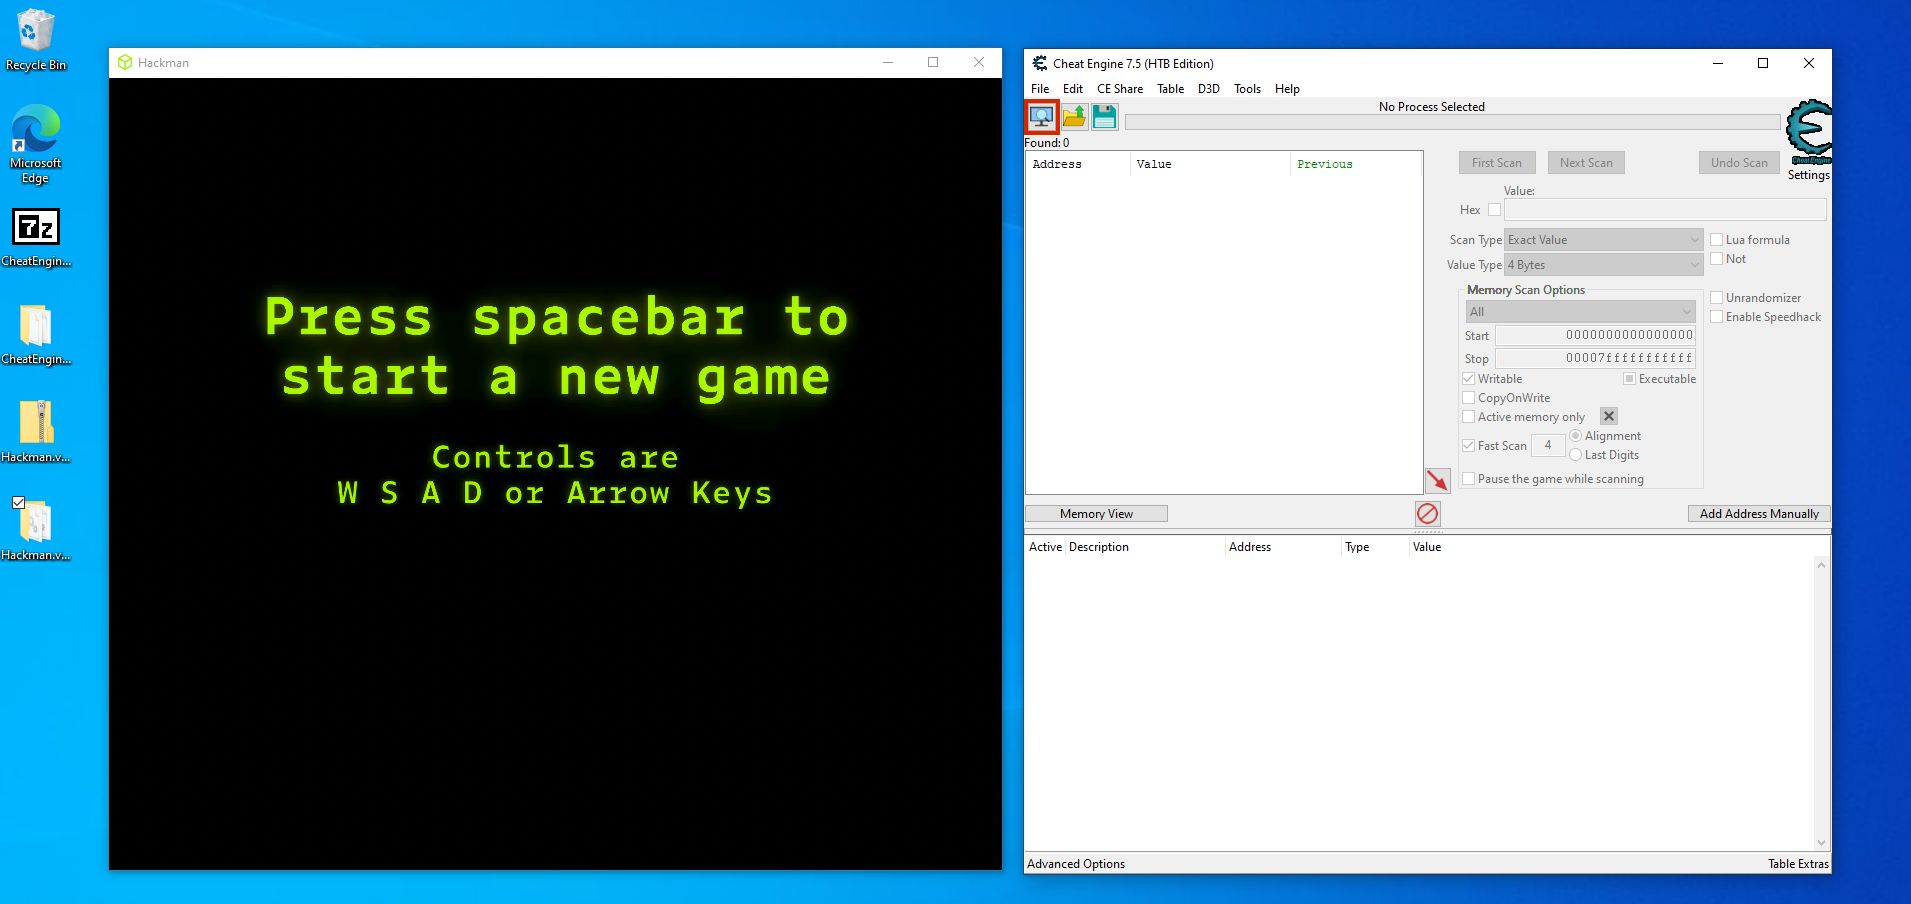 Recycle Bin
Microsoft
Edge
7z
CheatEngin...
CheatEngin...
Hackman.v...
Hackman.v...
Hackman
Press spacebar to
start a new game
Controls are
W S A D or Arrow Keys
Cheat Engine 7.5 (HTB Edition)
File Edit CE Share Table D3D Tools Help
No Process Selected
Found: 0
Address Value Previous
First Scan Next Scan Undo Scan
Cheat Engine
Settings
Value:
Hex
Scan Type Exact Value Lua formula
Value Type 4 Bytes Not
Memory Scan Options
All
Unrandomizer
Enable Speedhack
Start 0000000000000000
Stop 00007fffffffffff
Writable Executable
CopyOnWrite
Active memory only
Fast Scan 4 Alignment
Last Digits
Pause the game while scanning
Memory View Add Address Manually
Active Description Address Type Value
Advanced Options Table Extras